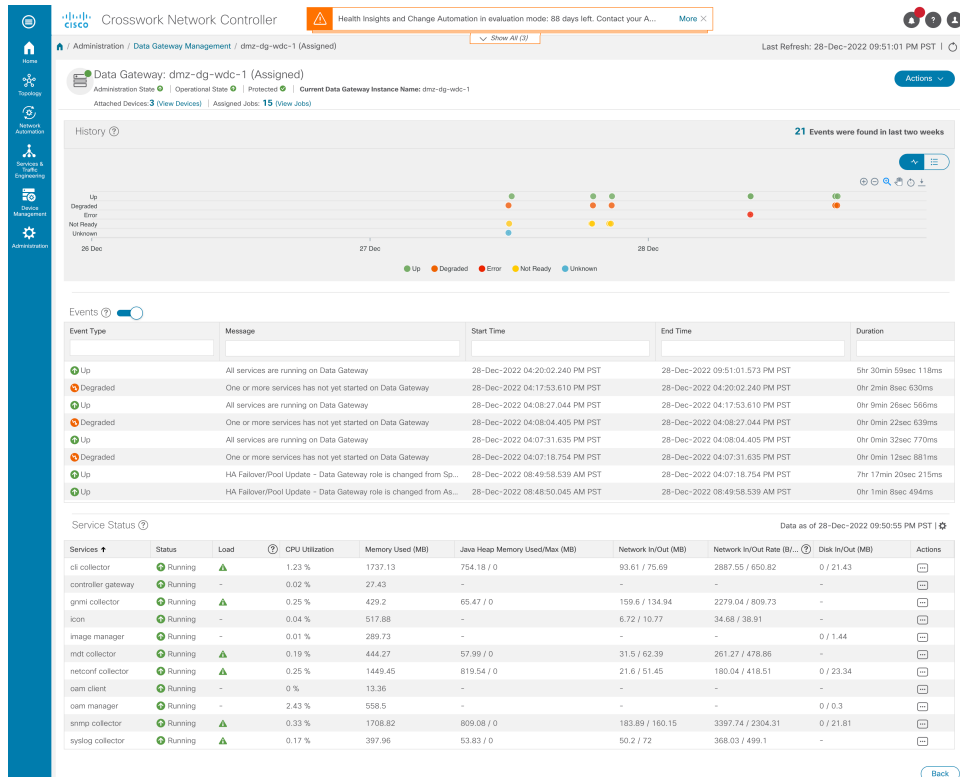 cisco Crosswork Network Controller
Health Insights and Change Automation in evaluation mode: 88 days left. Contact your A... More
Show All (3)
/ Administration / Data Gateway Management / dmz-dg-wdc-1 (Assigned)
Last Refresh: 28-Dec-2022 09:51:01 PM PST
Home
Topology
Network Automation
Services & Traffic Engineering
Device Management
Administration
Data Gateway: dmz-dg-wdc-1 (Assigned)
Actions
Administration State | Operational State | Protected | Current Data Gateway Instance Name: dmz-dg-wdc-1
Attached Devices: 3 (View Devices) | Assigned Jobs: 15 (View Jobs)
History
21 Events were found in last two weeks
Up
Degraded
Error
Not Ready
Unknown
26 Dec 27 Dec 28 Dec
Up Degraded Error Not Ready Unknown
Events
Event Type Message Start Time End Time Duration
Up All services are running on Data Gateway 28-Dec-2022 04:20:02.240 PM PST 28-Dec-2022 09:51:01.573 PM PST 5hr 30min 59sec 118ms
Degraded One or more services has not yet started on Data Gateway 28-Dec-2022 04:17:53.610 PM PST 28-Dec-2022 04:20:02.240 PM PST 0hr 2min 8sec 630ms
Up All services are running on Data Gateway 28-Dec-2022 04:08:27.044 PM PST 28-Dec-2022 04:17:53.610 PM PST 0hr 9min 26sec 566ms
Degraded One or more services has not yet started on Data Gateway 28-Dec-2022 04:08:04.405 PM PST 28-Dec-2022 04:08:27.044 PM PST 0hr 0min 22sec 639ms
Up All services are running on Data Gateway 28-Dec-2022 04:07:31.635 PM PST 28-Dec-2022 04:08:04.405 PM PST 0hr 0min 32sec 770ms
Degraded One or more services has not yet started on Data Gateway 28-Dec-2022 04:07:18.754 PM PST 28-Dec-2022 04:07:31.635 PM PST 0hr 0min 12sec 881ms
Up HA Failover/Pool Update - Data Gateway role is changed from Sp... 28-Dec-2022 08:49:58.539 AM PST 28-Dec-2022 04:07:18.754 PM PST 7hr 17min 20sec 215ms
Up HA Failover/Pool Update - Data Gateway role is changed from As... 28-Dec-2022 08:48:50.045 AM PST 28-Dec-2022 08:49:58.539 AM PST 0hr 1min 8sec 494ms
Service Status
Data as of 28-Dec-2022 09:50:55 PM PST |
Services Status Load CPU Utilization Memory Used (MB) Java Heap Memory Used/Max (MB) Network In/Out (MB) Network In/Out Rate (B/... Disk In/Out (MB) Actions
cli collector Running 1.23 % 1737.13 754.18 / 0 93.61 / 75.69 2887.55 / 650.82 0 / 21.43
controller gateway Running - 0.02 % 27.43 - - - -
gnmi collector Running 0.25 % 429.2 65.47 / 0 159.6 / 134.94 2279.04 / 809.73 -
icon Running - 0.04 % 517.88 - 6.72 / 10.77 34.68 / 38.91 -
image manager Running - 0.01 % 289.73 - - - 0 / 1.44
mdt collector Running 0.19 % 444.27 57.99 / 0 31.5 / 62.39 261.27 / 478.86 -
netconf collector Running 0.25 % 1449.45 819.54 / 0 21.6 / 51.45 180.04 / 418.51 0 / 23.34
oam client Running - 0 % 13.36 - - - -
oam manager Running - 2.43 % 558.5 - - - 0 / 0.3
snmp collector Running 0.33 % 1708.82 809.08 / 0 183.89 / 160.15 3397.74 / 2304.31 0 / 21.81
syslog collector Running 0.17 % 397.96 53.83 / 0 50.2 / 72 368.03 / 499.1 -
Back